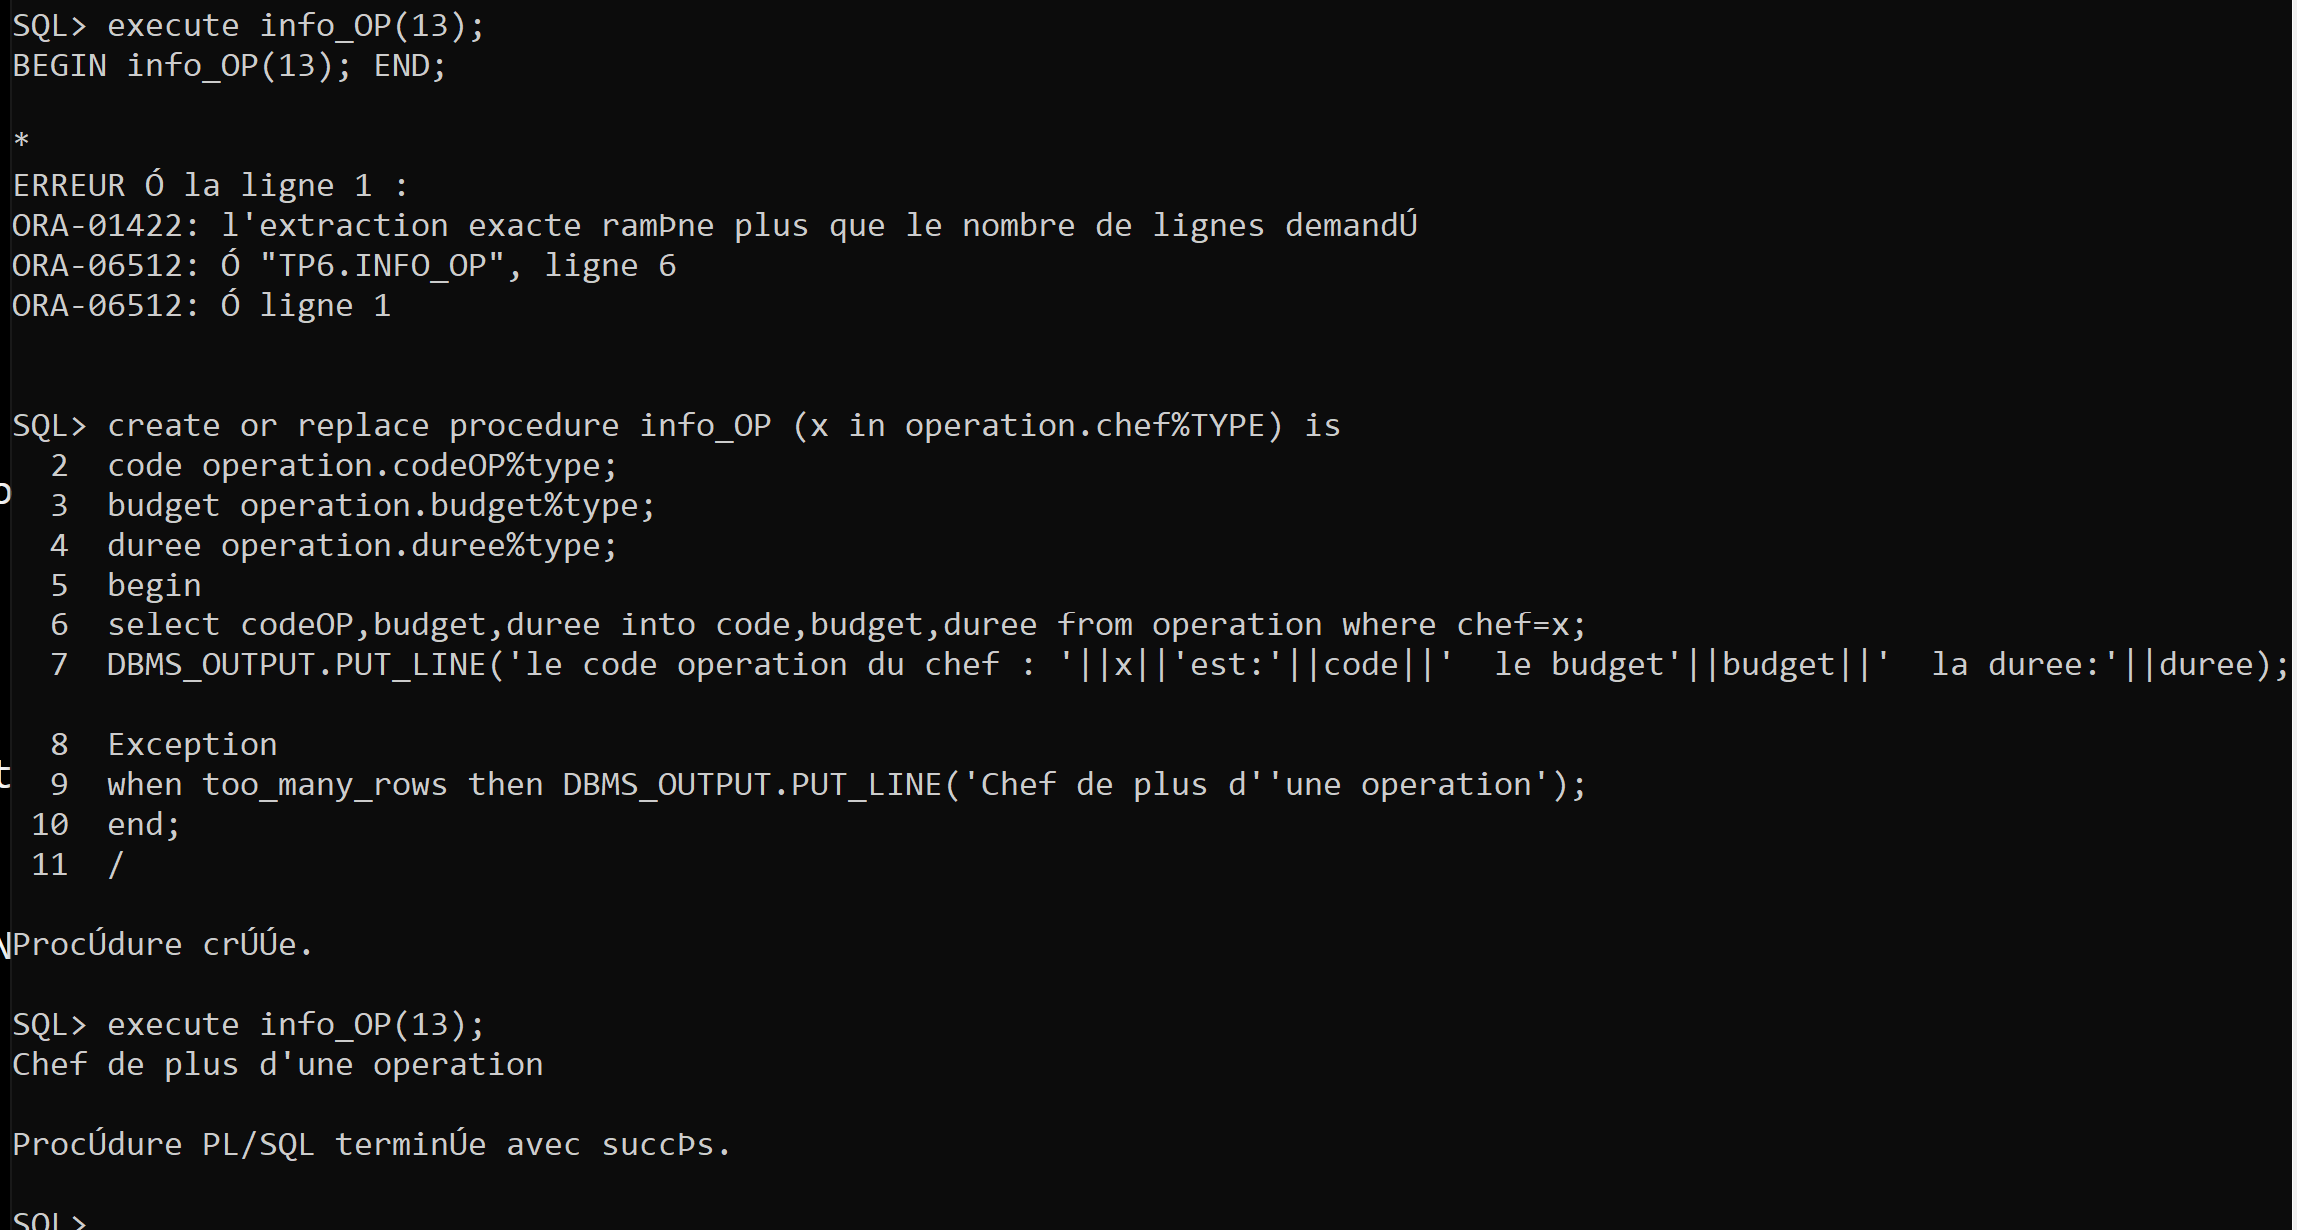 SQL> execute info_OP(13);
BEGIN info_OP(13); END;
*
ERREUR Ó la ligne 1 :
ORA-01422: l'extraction exacte ramÞne plus que le nombre de lignes demandÚ
ORA-06512: Ó "TP6.INFO_OP", ligne 6
ORA-06512: Ó ligne 1
SQL> create or replace procedure info_OP (x in operation.chef%TYPE) is
2 code operation.codeOP%type;
3 budget operation.budget%type;
4 duree operation.duree%type;
5 begin
6 select codeOP,budget,duree into code,budget,duree from operation where chef=x;
7 DBMS_OUTPUT.PUT_LINE('le code operation du chef : '||x||'est:'||code||'  le budget'||budget||'  la duree:'||duree);
8 Exception
9 when too_many_rows then DBMS_OUTPUT.PUT_LINE('Chef de plus d''une operation');
10 end;
11 /
ProcÚdure crÚÚe.
SQL> execute info_OP(13);
Chef de plus d'une operation
ProcÚdure PL/SQL terminÚe avec succÞs.
SQL>